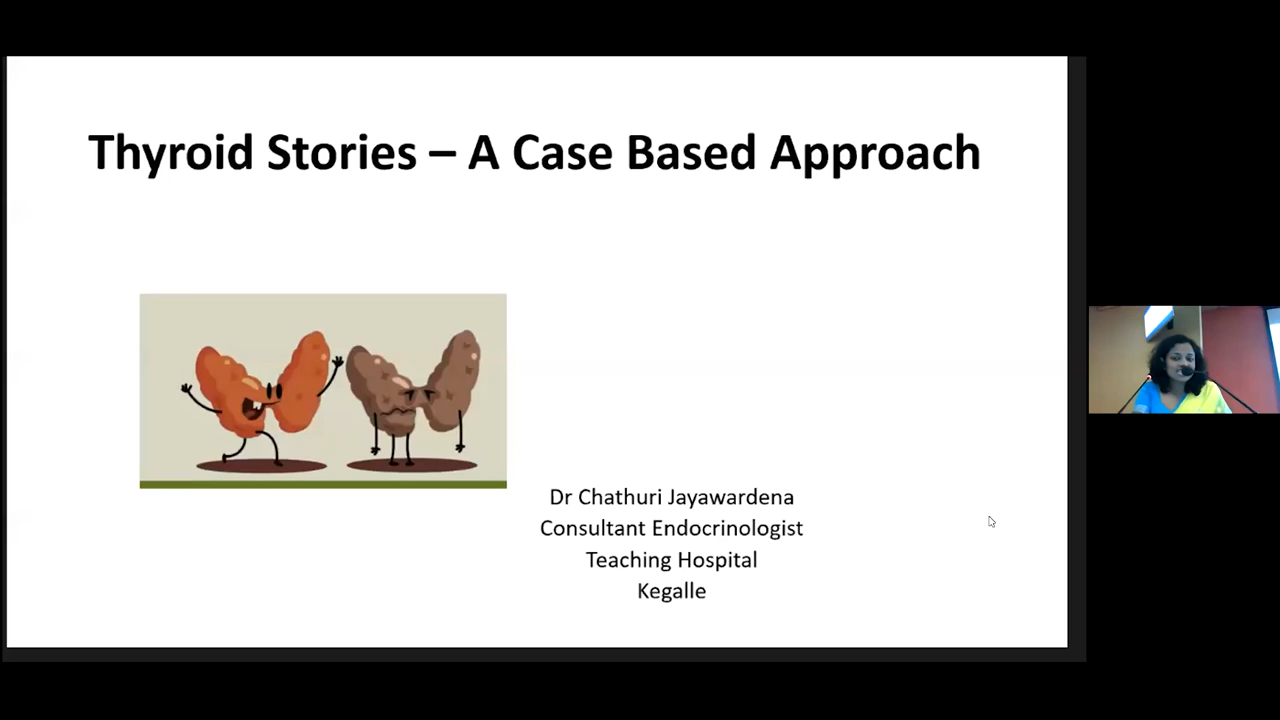 Thyroid Stories – A Case Based Approach
Dr Chathuri Jayawardena
Consultant Endocrinologist
Teaching Hospital
Kegalle